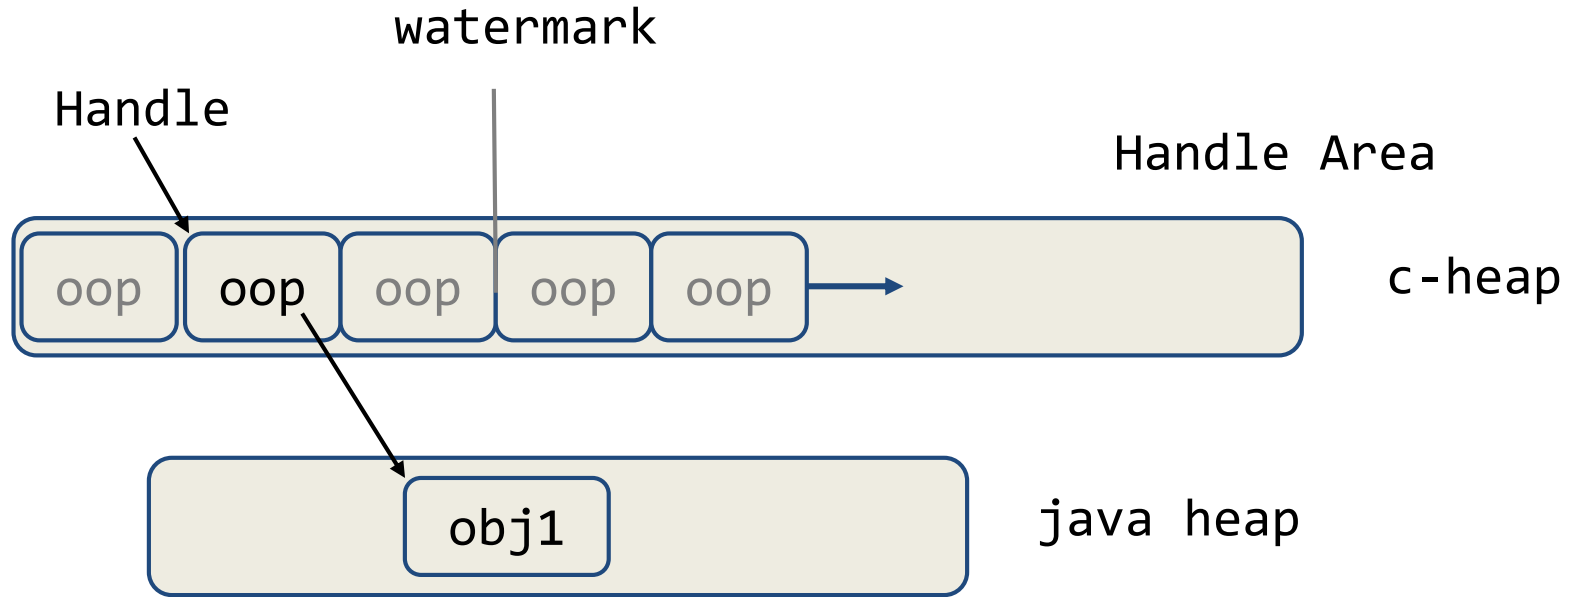 watermark
Handle
Handle Area
oop oop oop oop oop
c-heap
obj1
java heap